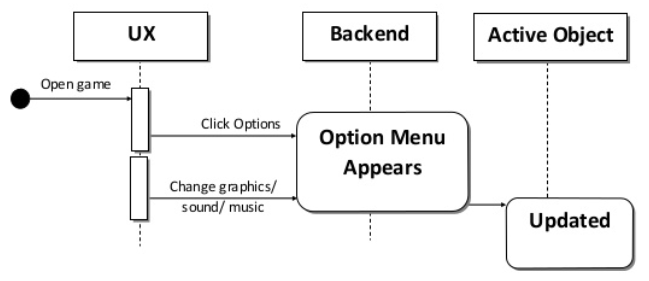 UX
Backend
Active Object
Open game
Click Options
Option Menu
Appears
Change graphics/
sound/ music
Updated